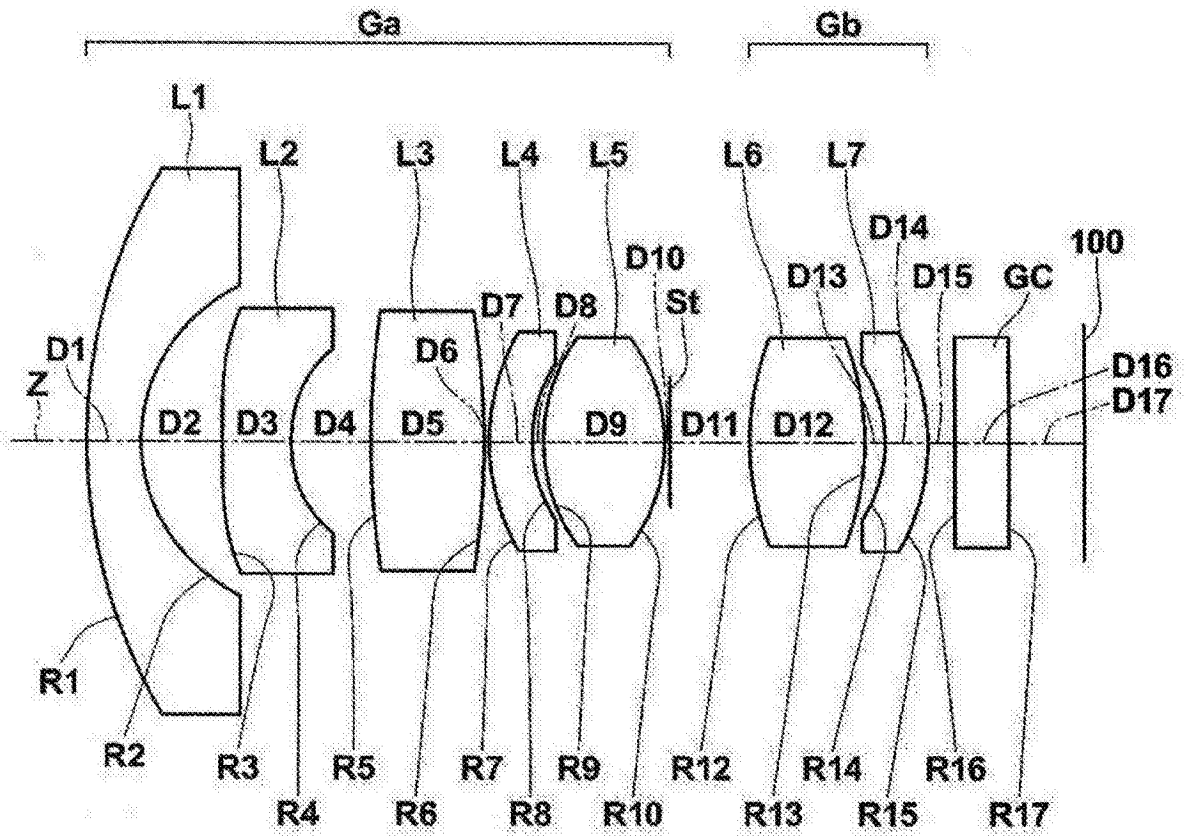 Ga Gb
L1
L2 L3 L4 L5 L6 L7
D14
D10 D13 D15 100
D7 D8 St GC
D1 D6 D16
Z D17
D2 D3 D4 D5 D9 D11 D12
R1
R2 R3 R5 R7 R9 R12 R14 R16
R4 R6 R8 R10 R13 R15 R17